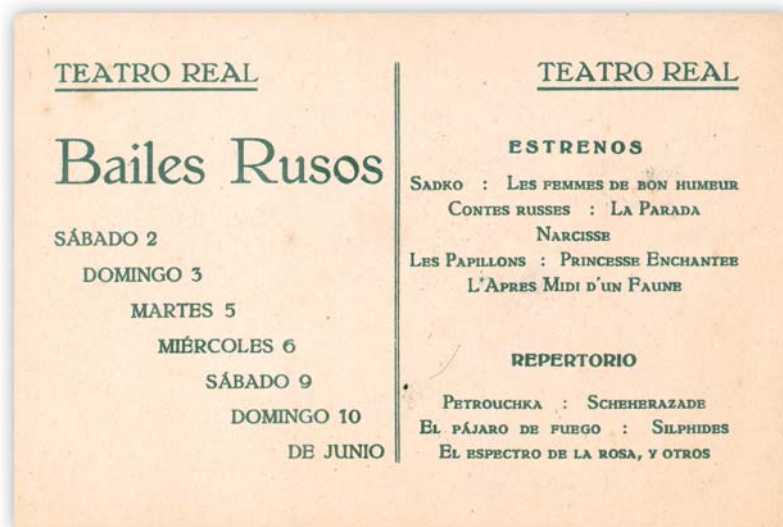 TEATRO REAL
Bailes Rusos
SÁBADO 2
DOMINGO 3
MARTES 5
MIÉRCOLES 6
SÁBADO 9
DOMINGO 10
DE JUNIO
TEATRO REAL
ESTRENOS
SADKO : LES FEMMES DE BON HUMEUR
CONTES RUSSES : LA PARADA
NARCISSE
LES PAPILLONS : PRINCESSE ENCHANTEE
L'APRES MIDI D'UN FAUNE
REPERTORIO
PETROUCHKA : SCHEHERAZADE
EL PÁJARO DE FUEGO : SILPHIDES
EL ESPECTRO DE LA ROSA, Y OTROS